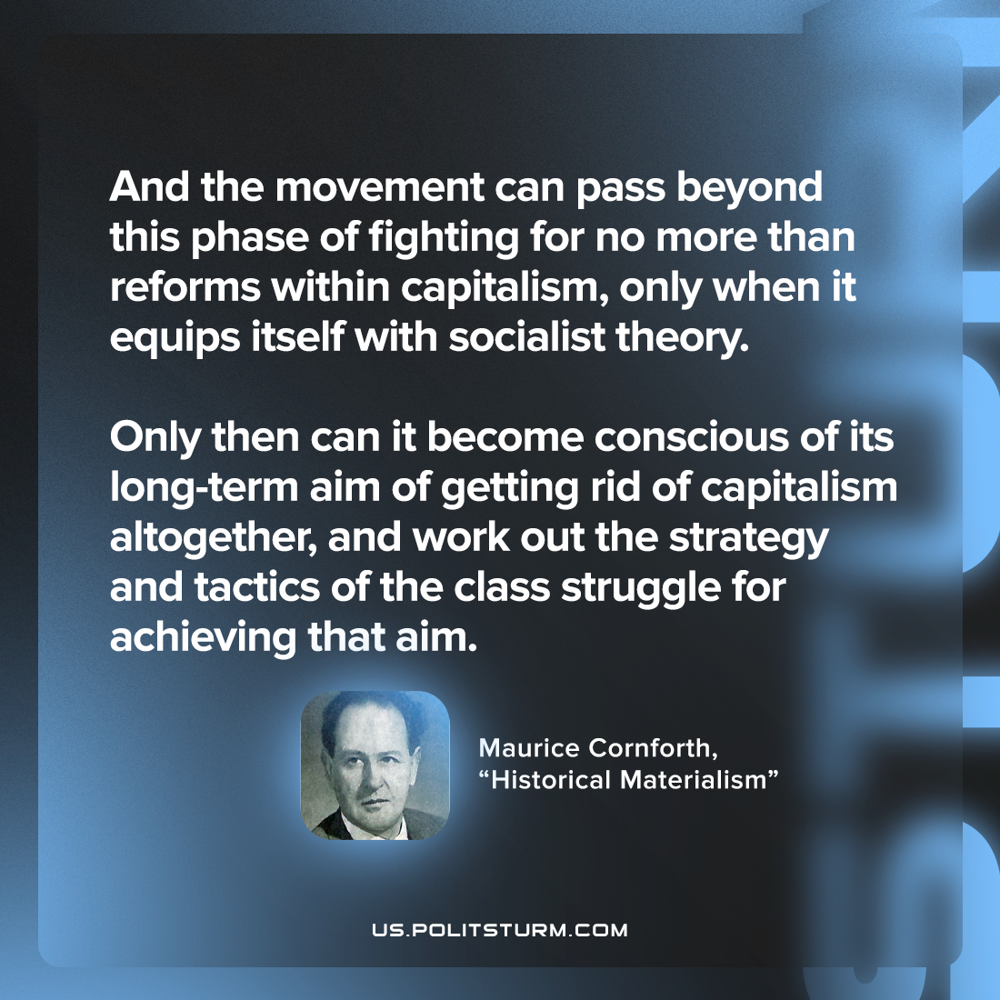 And the movement can pass beyond
this phase of fighting for no more than
reforms within capitalism, only when it
equips itself with socialist theory.
Only then can it become conscious of its
long-term aim of getting rid of capitalism
altogether, and work out the strategy
and tactics of the class struggle for
achieving that aim.
Maurice Cornforth,
“Historical Materialism”
US.POLITSTURM.COM